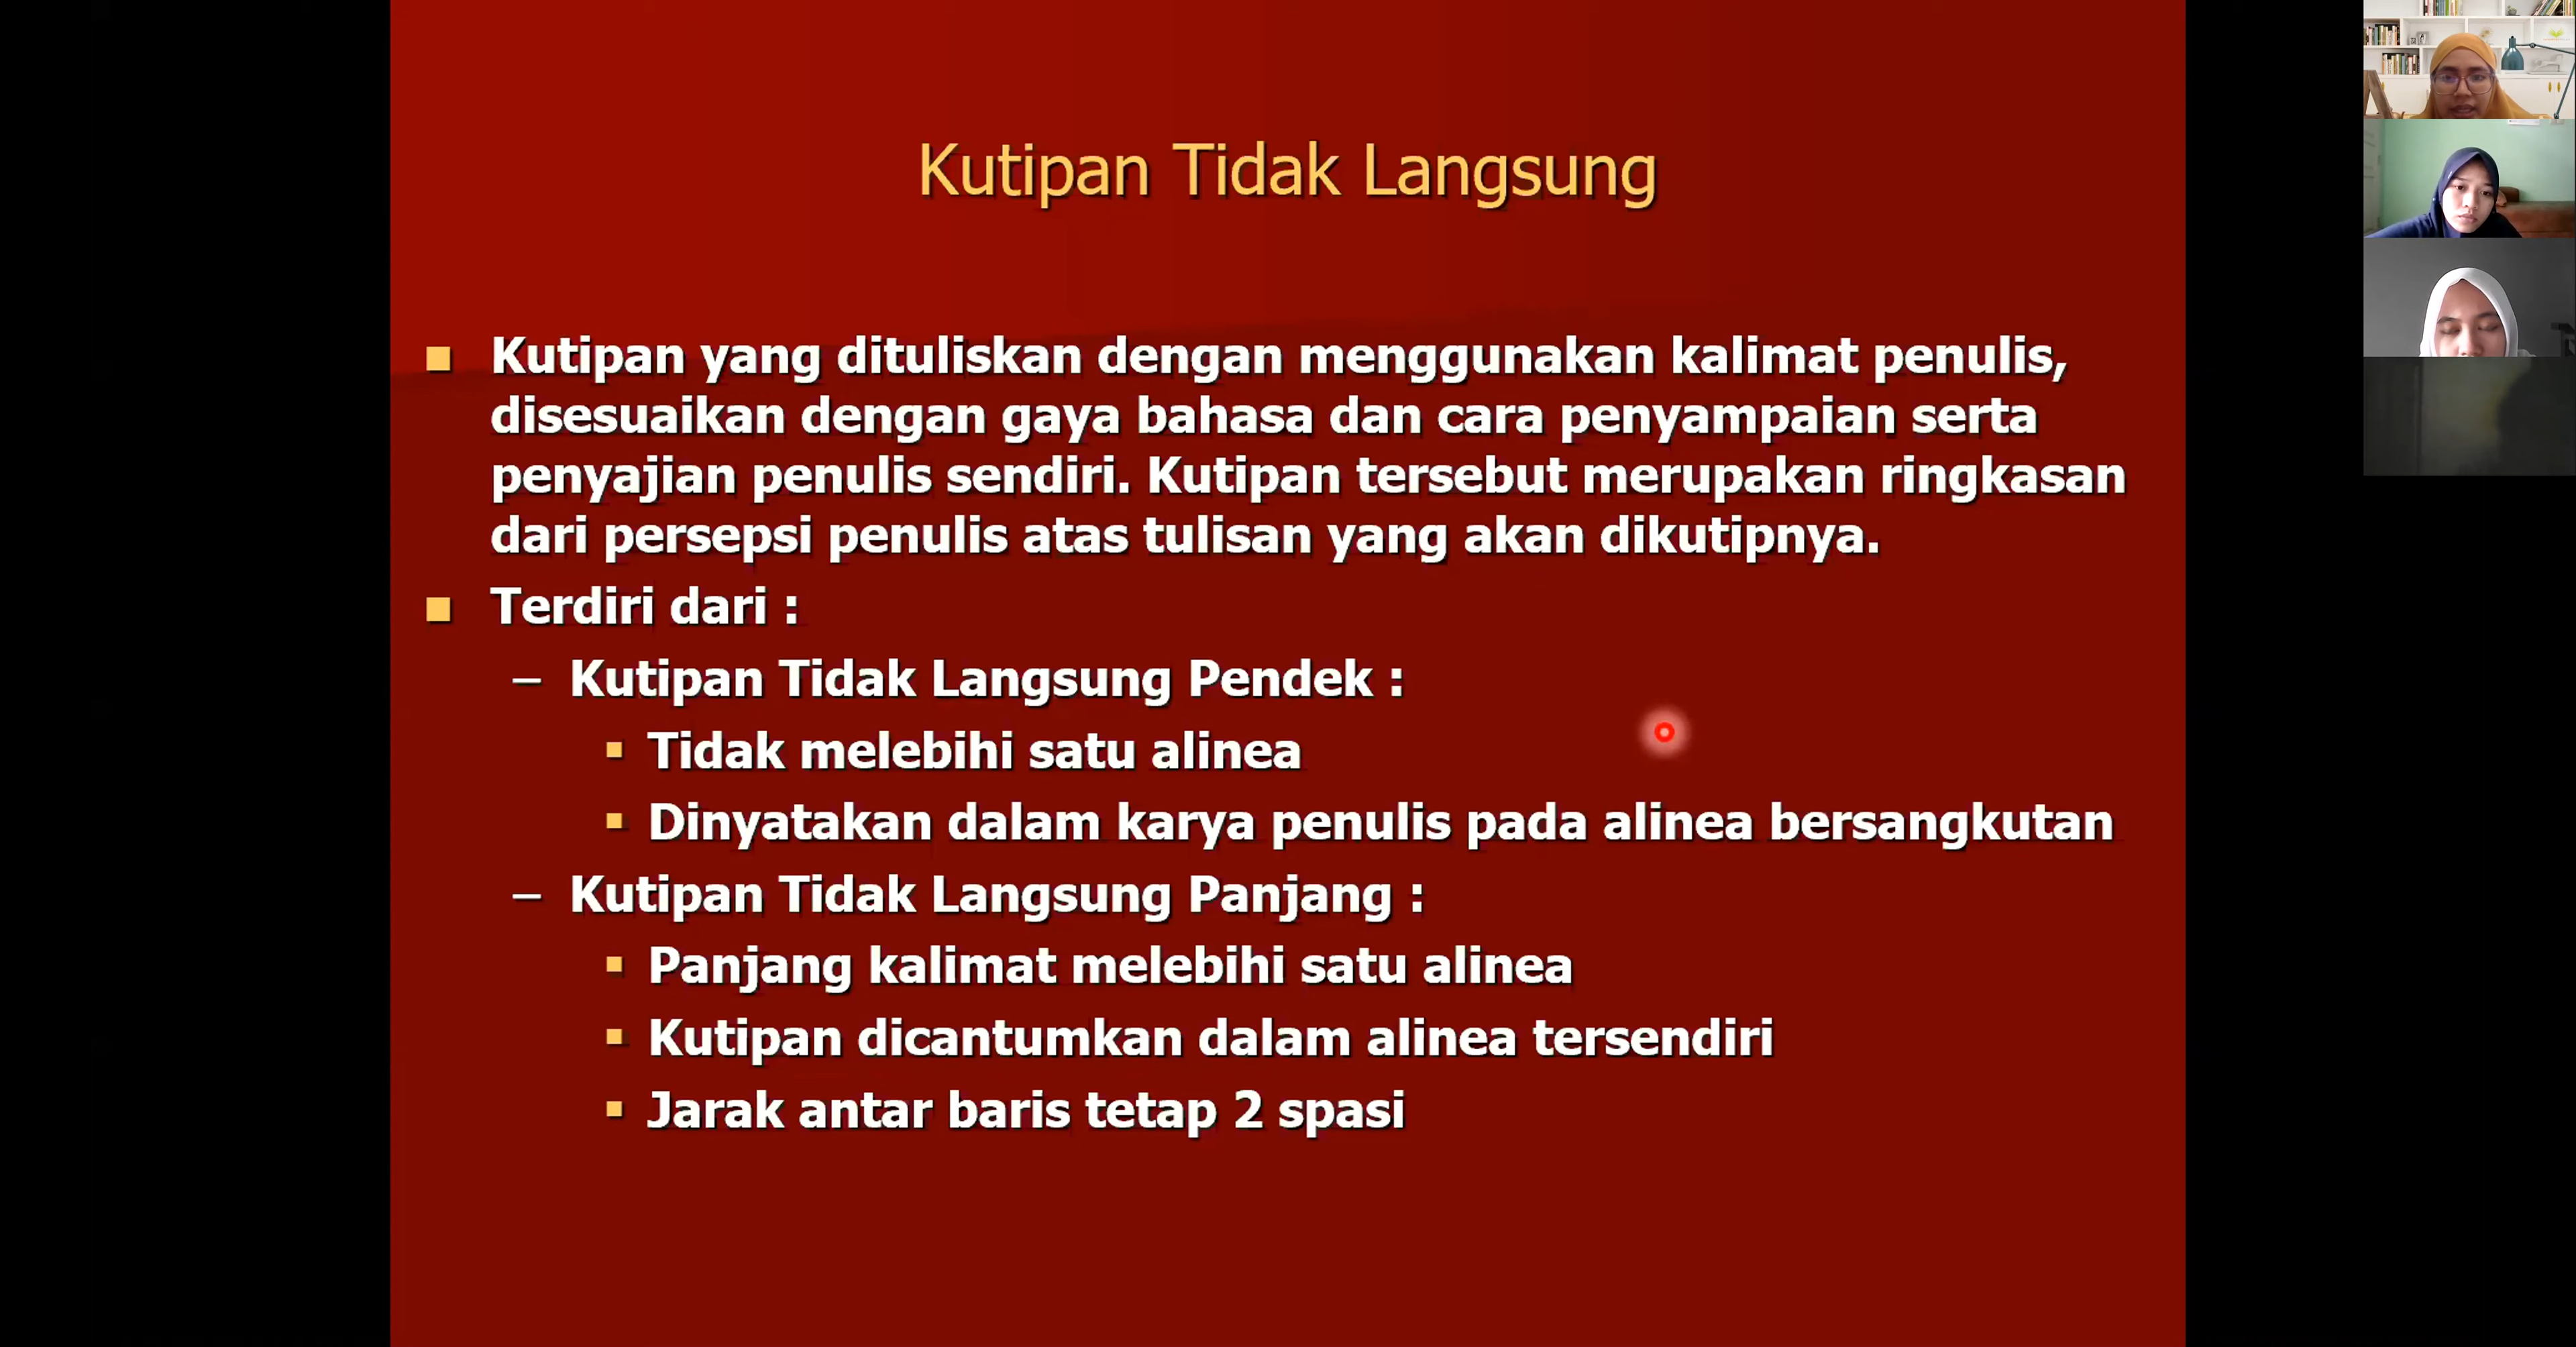 Kutipan Tidak Langsung
Kutipan yang dituliskan dengan menggunakan kalimat penulis,
disesuaikan dengan gaya bahasa dan cara penyampaian serta
penyajian penulis sendiri. Kutipan tersebut merupakan ringkasan
dari persepsi penulis atas tulisan yang akan dikutipnya.
Terdiri dari :
– Kutipan Tidak Langsung Pendek :
Tidak melebihi satu alinea
Dinyatakan dalam karya penulis pada alinea bersangkutan
– Kutipan Tidak Langsung Panjang :
Panjang kalimat melebihi satu alinea
Kutipan dicantumkan dalam alinea tersendiri
Jarak antar baris tetap 2 spasi